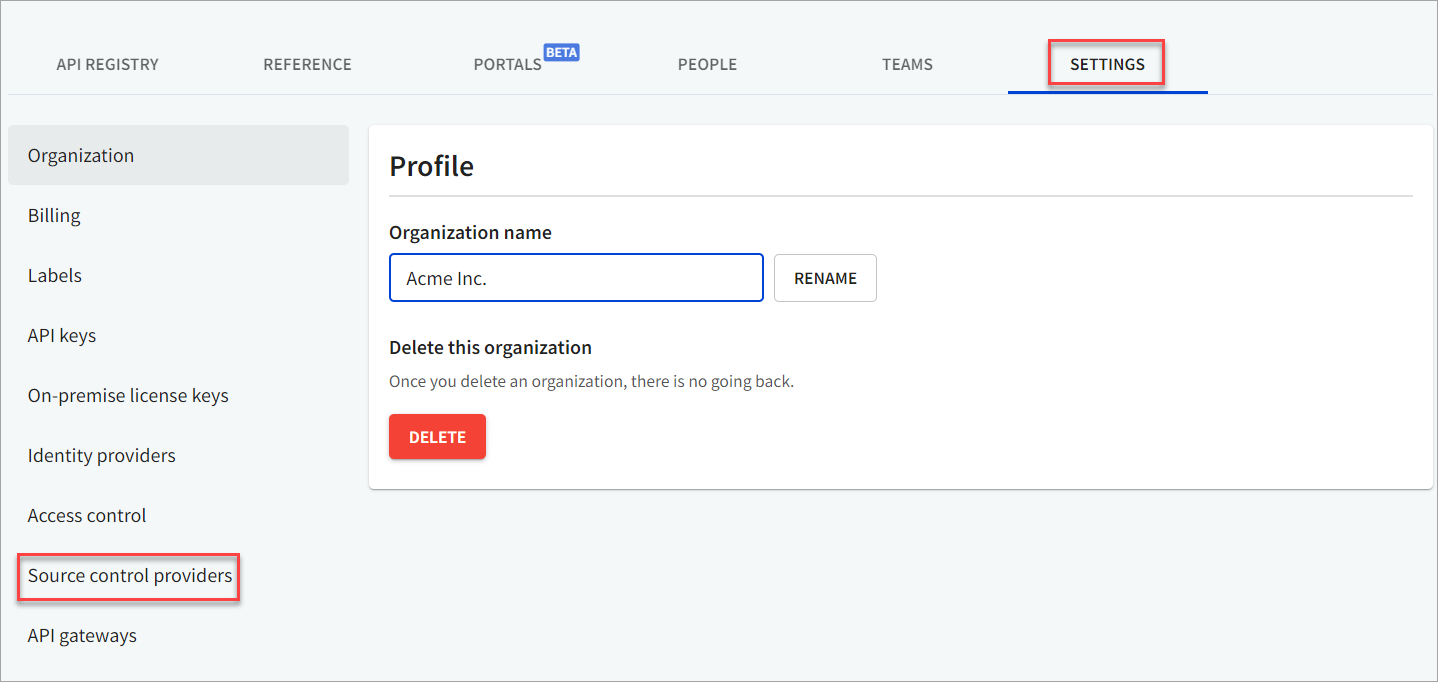 API REGISTRY
REFERENCE
PORTALS BETA
PEOPLE
TEAMS
SETTINGS
Organization
Billing
Labels
API keys
On-premise license keys
Identity providers
Access control
Source control providers
API gateways
Profile
Organization name
Acme Inc.
RENAME
Delete this organization
Once you delete an organization, there is no going back.
DELETE